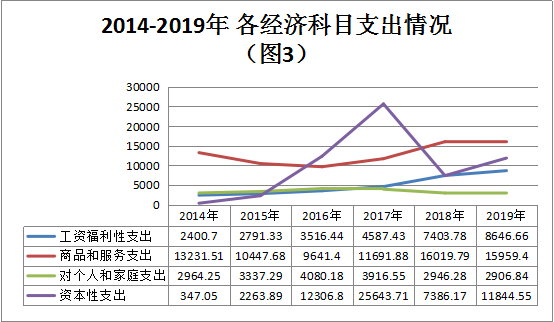 2014-2019年 各经济科目支出情况
（图3）
30000
25000
20000
15000
10000
5000
0
2014年 2015年 2016年 2017年 2018年 2019年
工资福利性支出 2400.7 2791.33 3516.44 4587.43 7403.78 8646.66
商品和服务支出 13231.51 10447.68 9641.4 11691.88 16019.79 15959.4
对个人和家庭支出 2964.25 3337.29 4080.18 3916.55 2946.28 2906.84
资本性支出 347.05 2263.89 12306.8 25643.71 7386.17 11844.55